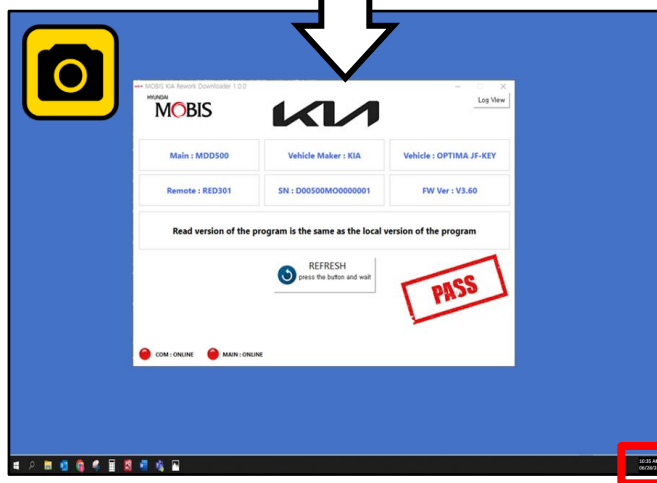 MOBIS KIA Rework Downloader 1.0.0
HYUNDAI
MOBIS
KIA
Log View
Main : MDD500
Vehicle Maker : KIA
Vehicle : OPTIMA JF-KEY
Remote : RED301
SN : D00500MO0000001
FW Ver : V3.60
Read version of the program is the same as the local version of the program
REFRESH
press the button and wait
PASS
COM : ONLINE
MAIN : ONLINE
10:35 AM